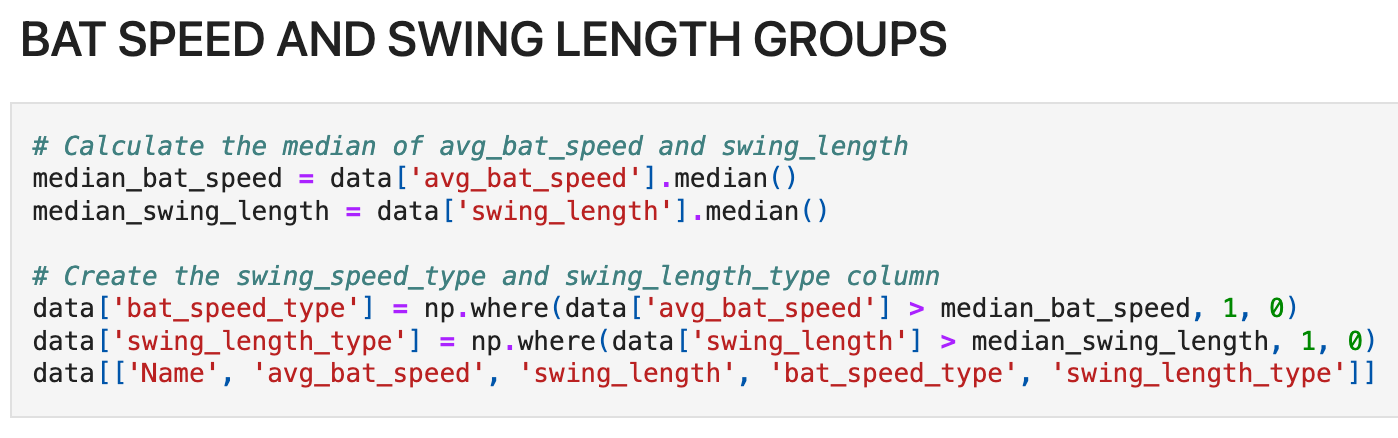 BAT SPEED AND SWING LENGTH GROUPS
# Calculate the median of avg_bat_speed and swing_length
median_bat_speed = data['avg_bat_speed'].median()
median_swing_length = data['swing_length'].median()
# Create the swing_speed_type and swing_length_type column
data['bat_speed_type'] = np.where(data['avg_bat_speed'] > median_bat_speed, 1, 0)
data['swing_length_type'] = np.where(data['swing_length'] > median_swing_length, 1, 0)
data[['Name', 'avg_bat_speed', 'swing_length', 'bat_speed_type', 'swing_length_type']]